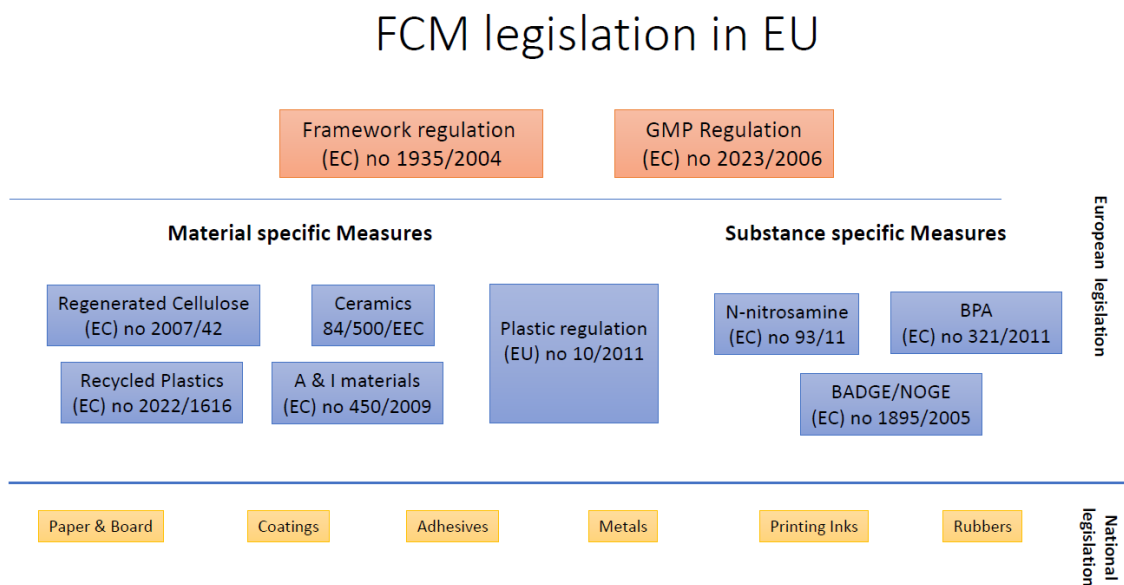 FCM legislation in EU
Framework regulation
(EC) no 1935/2004
GMP Regulation
(EC) no 2023/2006
European legislation
Material specific Measures
Substance specific Measures
Regenerated Cellulose
(EC) no 2007/42
Ceramics
84/500/EEC
Plastic regulation
(EU) no 10/2011
N-nitrosamine
(EC) no 93/11
BPA
(EC) no 321/2011
Recycled Plastics
(EC) no 2022/1616
A & I materials
(EC) no 450/2009
BADGE/NOGE
(EC) no 1895/2005
Paper & Board
Coatings
Adhesives
Metals
Printing Inks
Rubbers
National
legislation